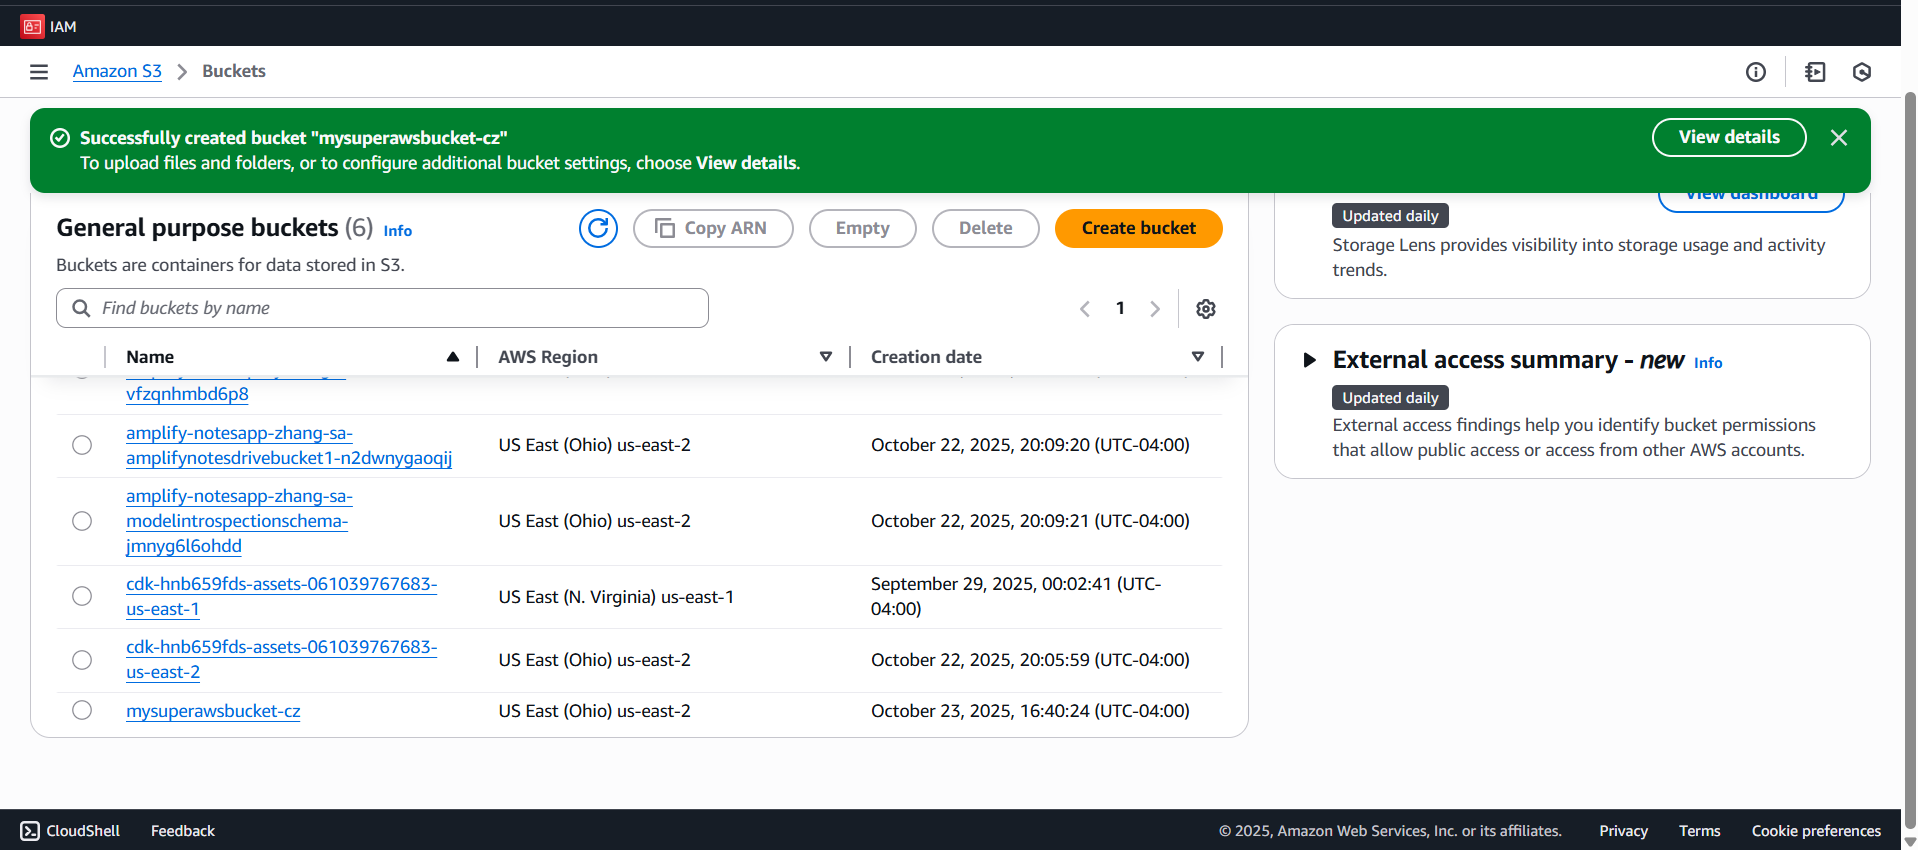 IAM
Amazon S3 > Buckets
Successfully created bucket "mysuperawsbucket-cz"
To upload files and folders, or to configure additional bucket settings, choose View details.
View details
General purpose buckets (6) Info
Copy ARN
Empty
Delete
Create bucket
Buckets are containers for data stored in S3.
Find buckets by name
1
Name
AWS Region
Creation date
vfzqnhmbd6p8
amplify-notesapp-zhang-sa-
amplifynotesdrivebucket1-n2dwnygaoqij
US East (Ohio) us-east-2
October 22, 2025, 20:09:20 (UTC-04:00)
amplify-notesapp-zhang-sa-
modelintrospectionschema-
jmnyg6l6ohdd
US East (Ohio) us-east-2
October 22, 2025, 20:09:21 (UTC-04:00)
cdk-hnb659fds-assets-061039767683-
us-east-1
US East (N. Virginia) us-east-1
September 29, 2025, 00:02:41 (UTC-
04:00)
cdk-hnb659fds-assets-061039767683-
us-east-2
US East (Ohio) us-east-2
October 22, 2025, 20:05:59 (UTC-04:00)
mysuperawsbucket-cz
US East (Ohio) us-east-2
October 23, 2025, 16:40:24 (UTC-04:00)
View dashboard
Updated daily
Storage Lens provides visibility into storage usage and activity
trends.
External access summary - new Info
Updated daily
External access findings help you identify bucket permissions
that allow public access or access from other AWS accounts.
CloudShell
Feedback
© 2025, Amazon Web Services, Inc. or its affiliates.
Privacy
Terms
Cookie preferences